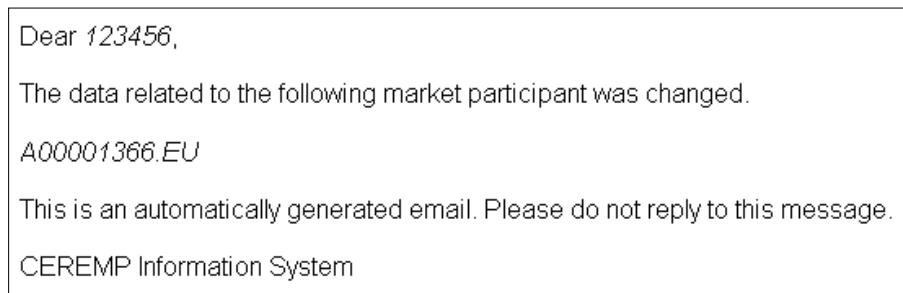 Dear 123456,
The data related to the following market participant was changed.
A00001366.EU
This is an automatically generated email. Please do not reply to this message.
CEREMP Information System